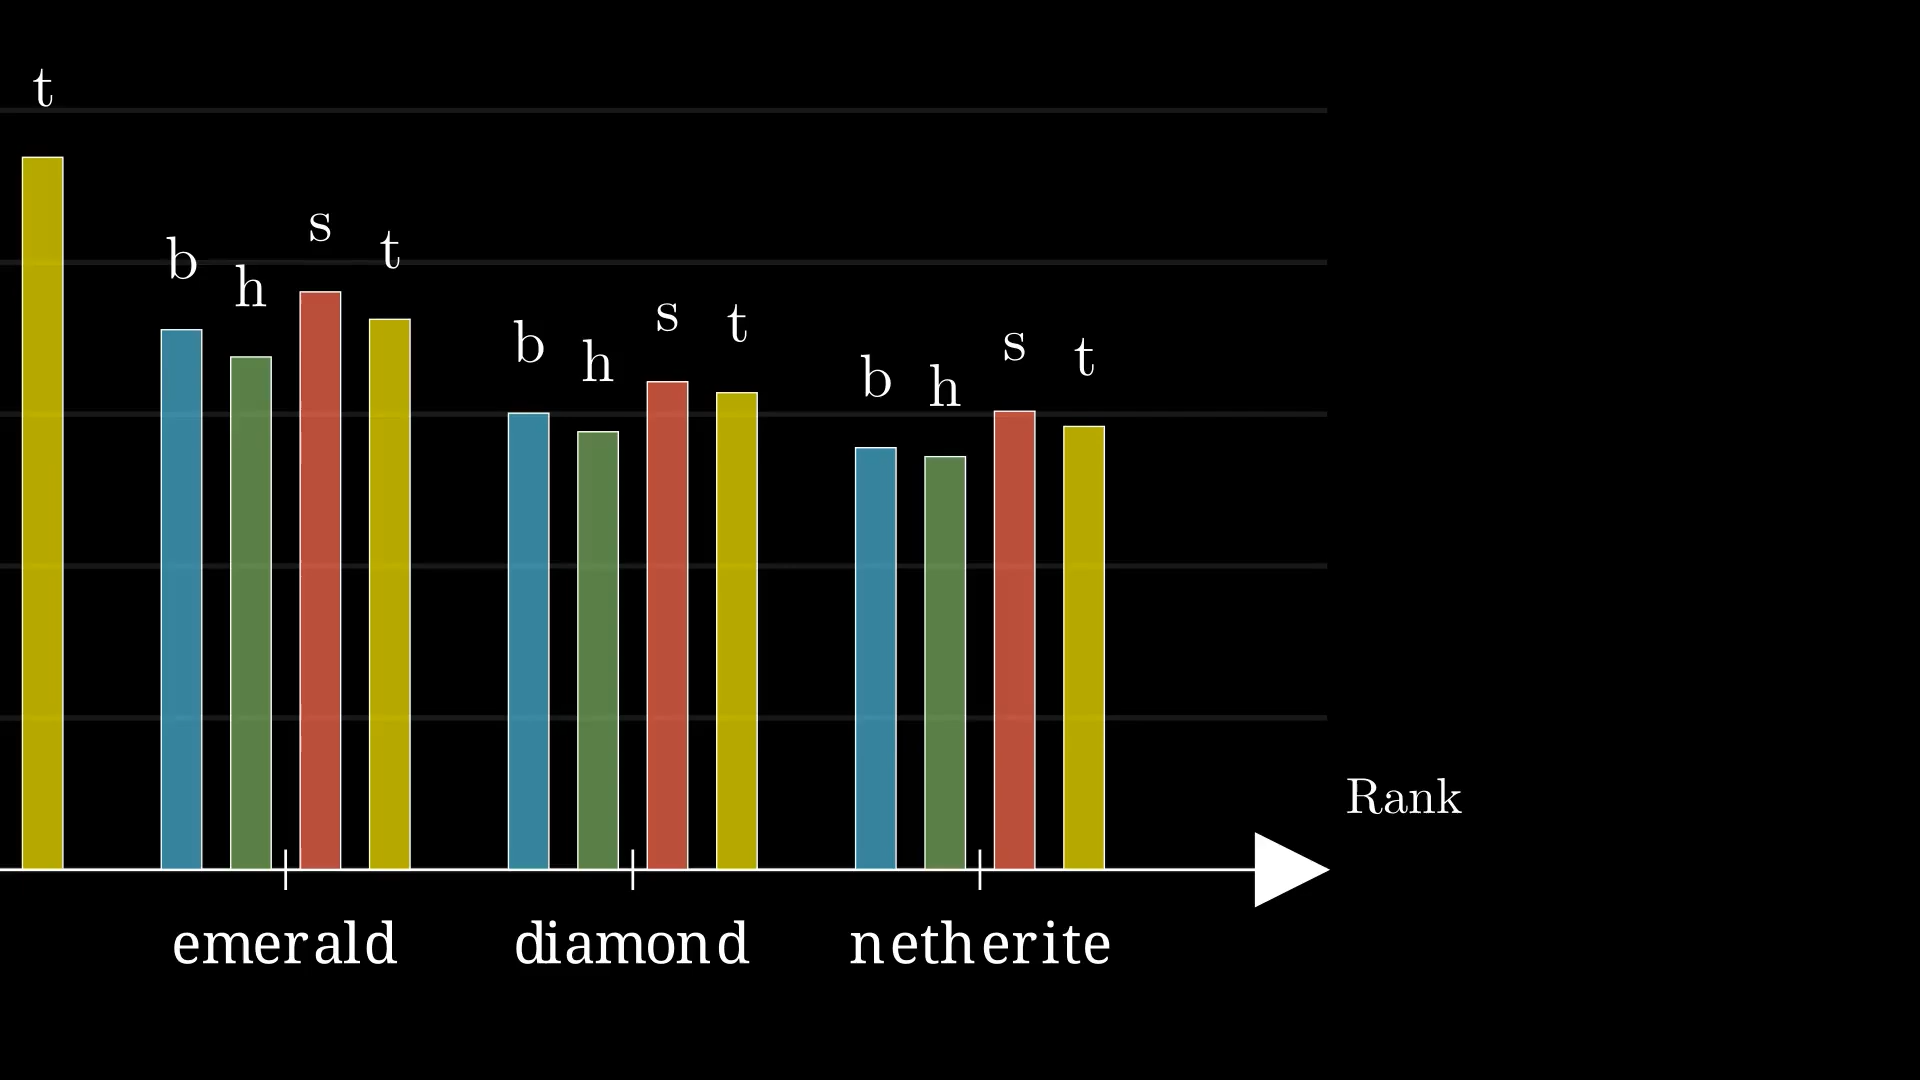 t
b h s t
b h s t
b h s t
Rank
emerald diamond netherite